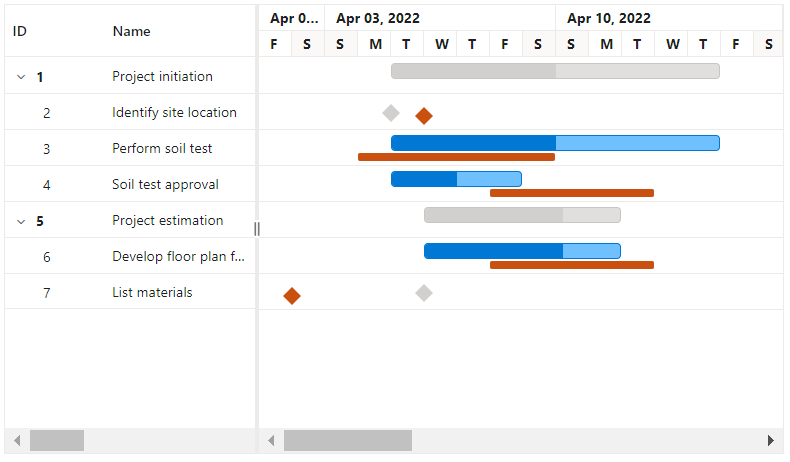 ID Name Apr 0... Apr 03, 2022 Apr 10, 2022
F S S M T W T F S S M T W T F S
1 Project initiation
2 Identify site location
3 Perform soil test
4 Soil test approval
5 Project estimation
6 Develop floor plan f...
7 List materials